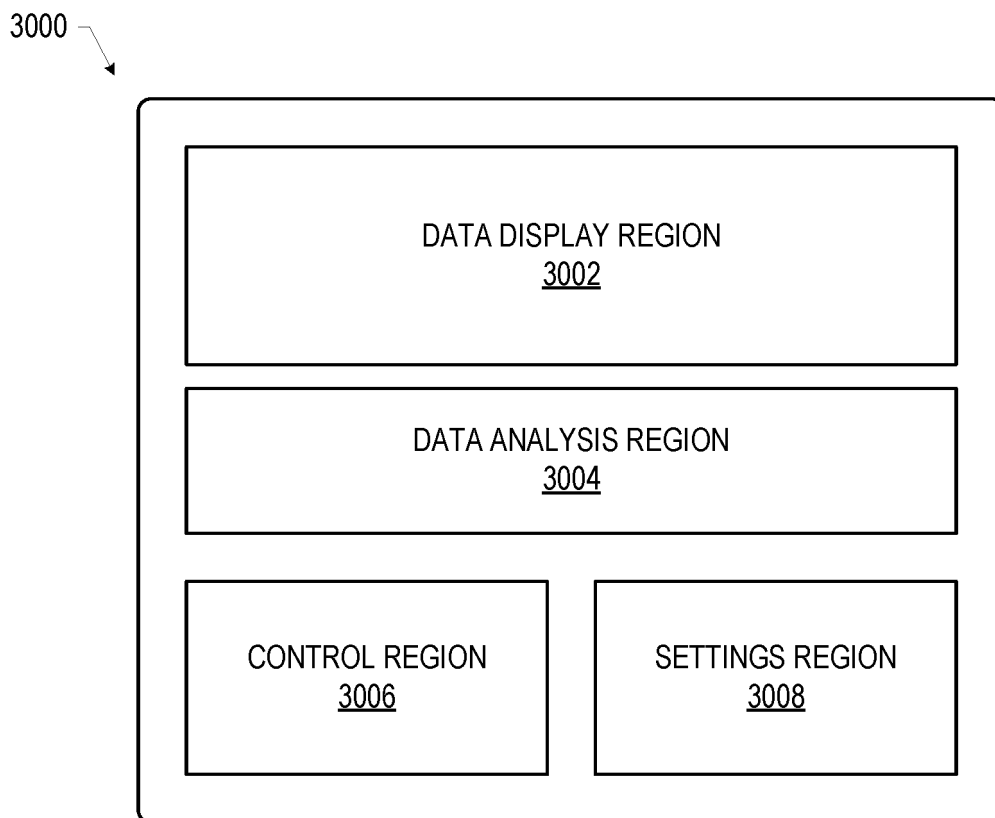 3000
DATA DISPLAY REGION
3002
DATA ANALYSIS REGION
3004
CONTROL REGION
3006
SETTINGS REGION
3008